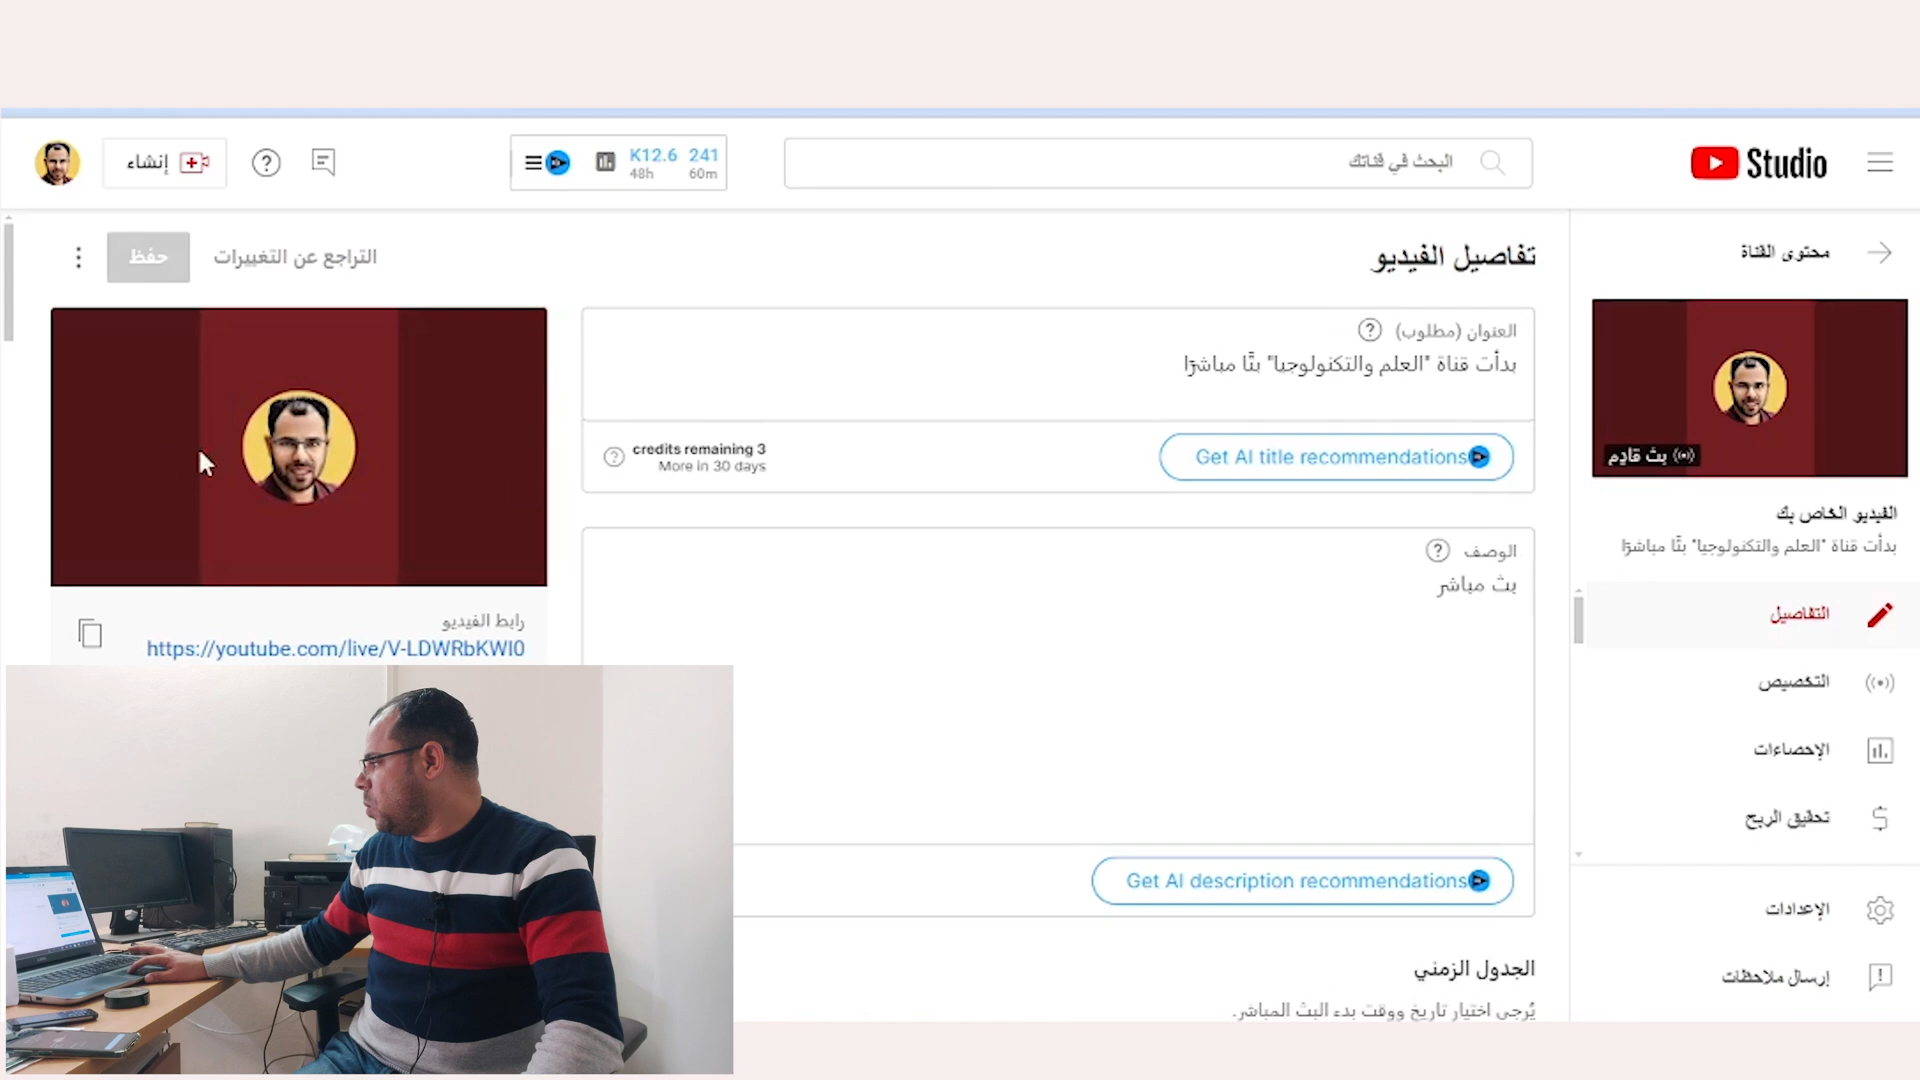 Studio
البحث في قناتك
K12.6 241
48h 60m
إنشاء
محتوى القناة
بث قادِم
الفيديو الخاص بك
بدأت قناة "العلم والتكنولوجيا" بثًا مباشرًا
التفاصيل
التخصيص
الإحصاءات
تحقيق الربح
الإعدادات
إرسال ملاحظات
تفاصيل الفيديو
التراجع عن التغييرات
حفظ
العنوان (مطلوب)
بدأت قناة "العلم والتكنولوجيا" بثًا مباشرًا
Get AI title recommendations
credits remaining 3
More in 30 days
الوصف
بث مباشر
Get AI description recommendations
الجدول الزمني
يُرجى اختيار تاريخ ووقت بدء البث المباشر.
رابط الفيديو
https://youtube.com/live/V-LDWRbKWI0